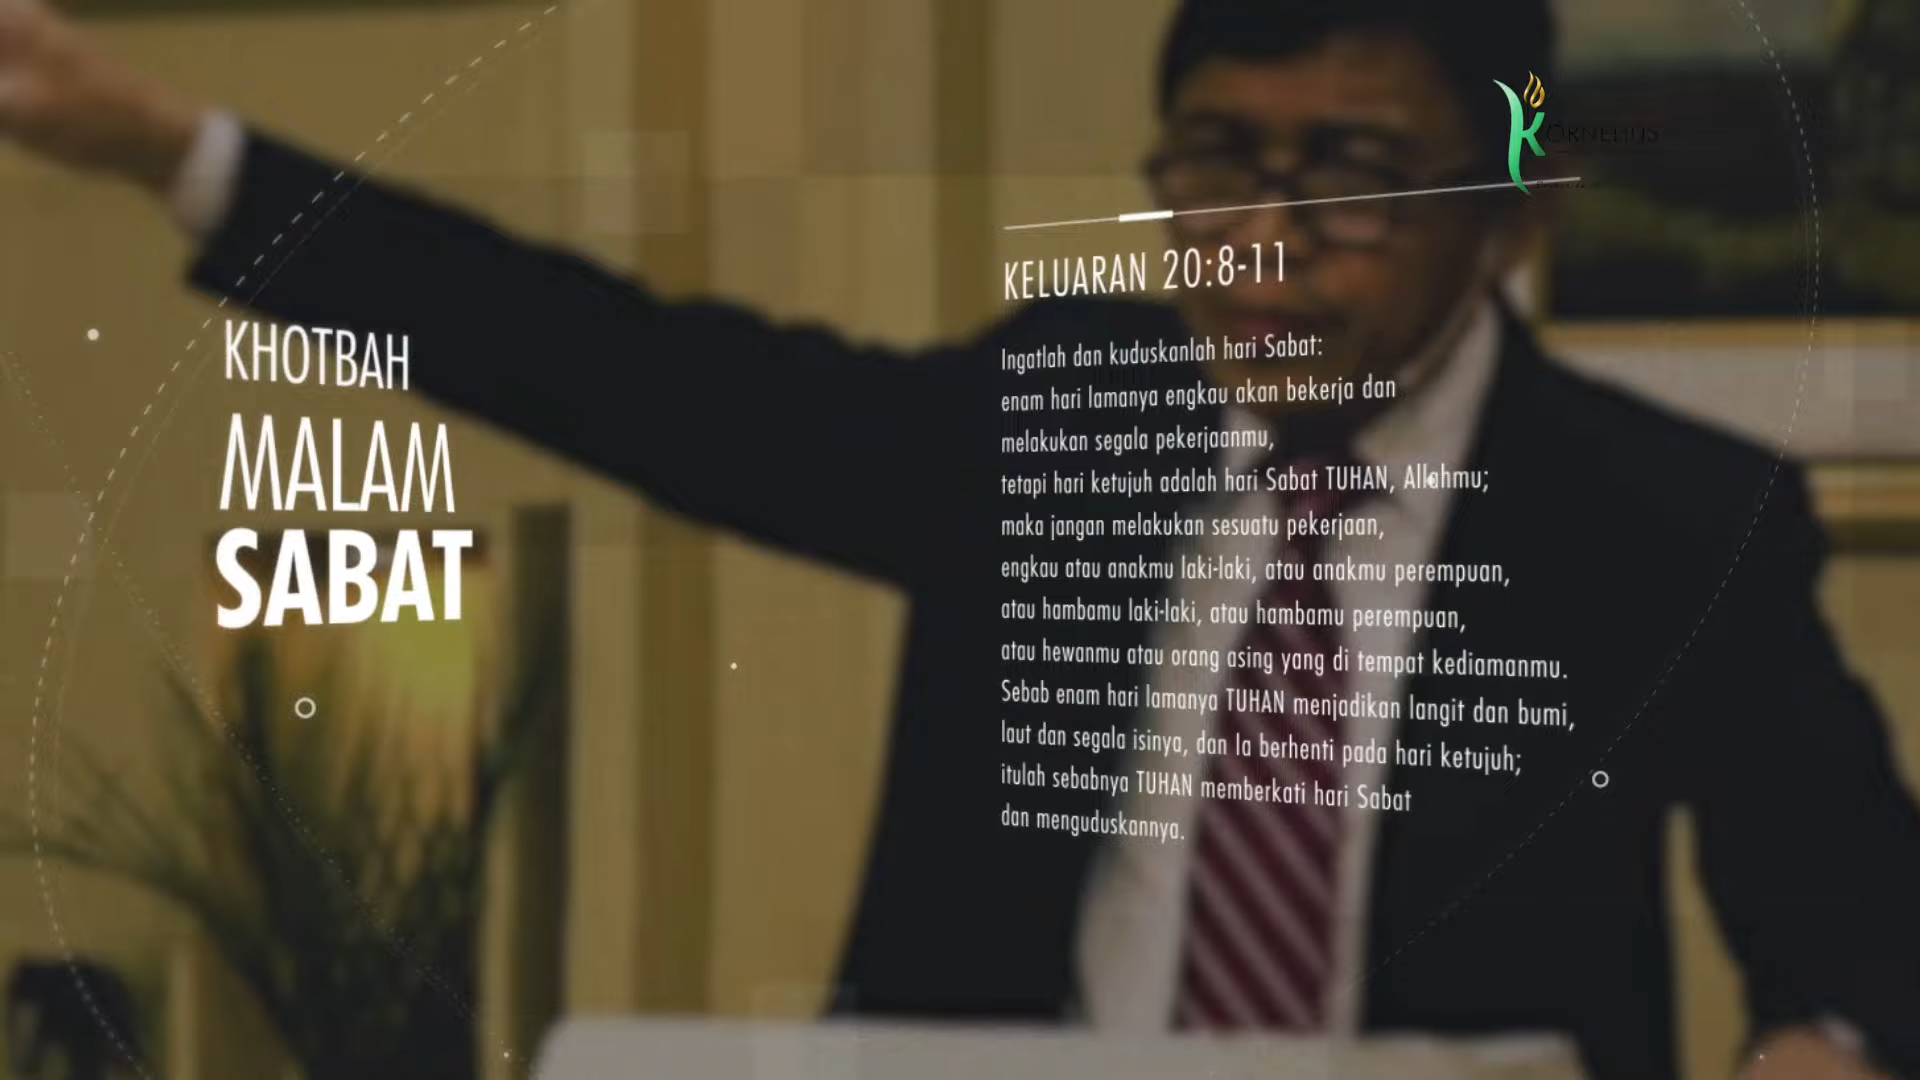 KORNELIUS
KHOTBAH
MALAM
SABAT
KELUARAN 20:8-11
Ingatlah dan kuduskanlah hari Sabat:
enam hari lamanya engkau akan bekerja dan
melakukan segala pekerjaanmu,
tetapi hari ketujuh adalah hari Sabat TUHAN, Allahmu;
maka jangan melakukan sesuatu pekerjaan,
engkau atau anakmu laki-laki, atau anakmu perempuan,
atau hambamu laki-laki, atau hambamu perempuan,
atau hewanmu atau orang asing yang di tempat kediamanmu.
Sebab enam hari lamanya TUHAN menjadikan langit dan bumi,
laut dan segala isinya, dan Ia berhenti pada hari ketujuh;
itulah sebabnya TUHAN memberkati hari Sabat
dan menguduskannya.